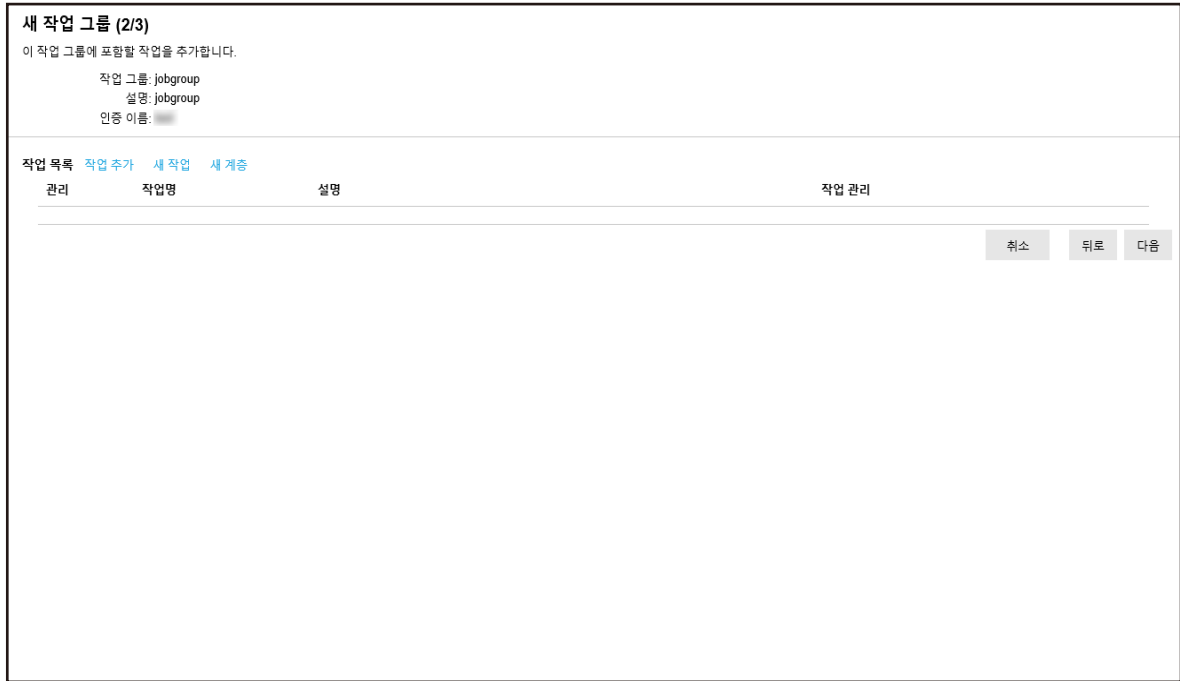 새 작업 그룹 (2/3)
이 작업 그룹에 포함할 작업을 추가합니다.
작업 그룹: jobgroup
설명: jobgroup
인증 이름:
작업 목록 작업 추가 새 작업 새 계층
관리 작업명 설명 작업 관리
취소 뒤로 다음